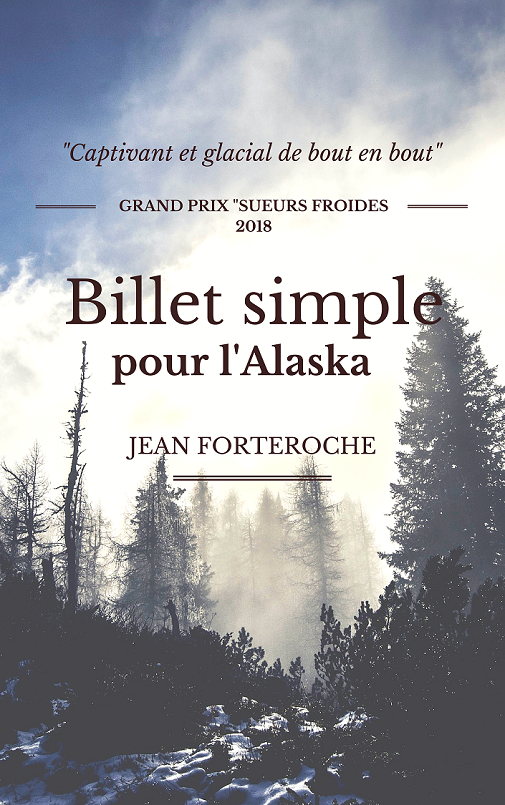 "Captivant et glacial de bout en bout"
GRAND PRIX "SUEURS FROIDES
2018
Billet simple
pour l'Alaska
JEAN FORTEROCHE